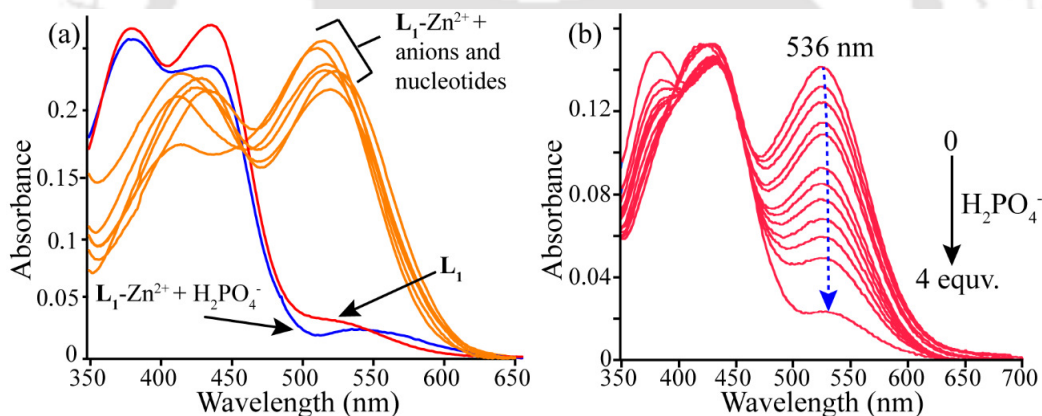 (a)
L₁-Zn²⁺ +
anions and
nucleotides
0.2
0.15
0.1
0.05
0
Absorbance
L₁
L₁-Zn²⁺ + H₂PO₄⁻
350 400 450 500 550 600 650
Wavelength (nm)
(b)
536 nm
0.12
0.08
0.04
0.00
Absorbance
0
H₂PO₄⁻
4 equv.
350 400 450 500 550 600 650 700
Wavelength (nm)